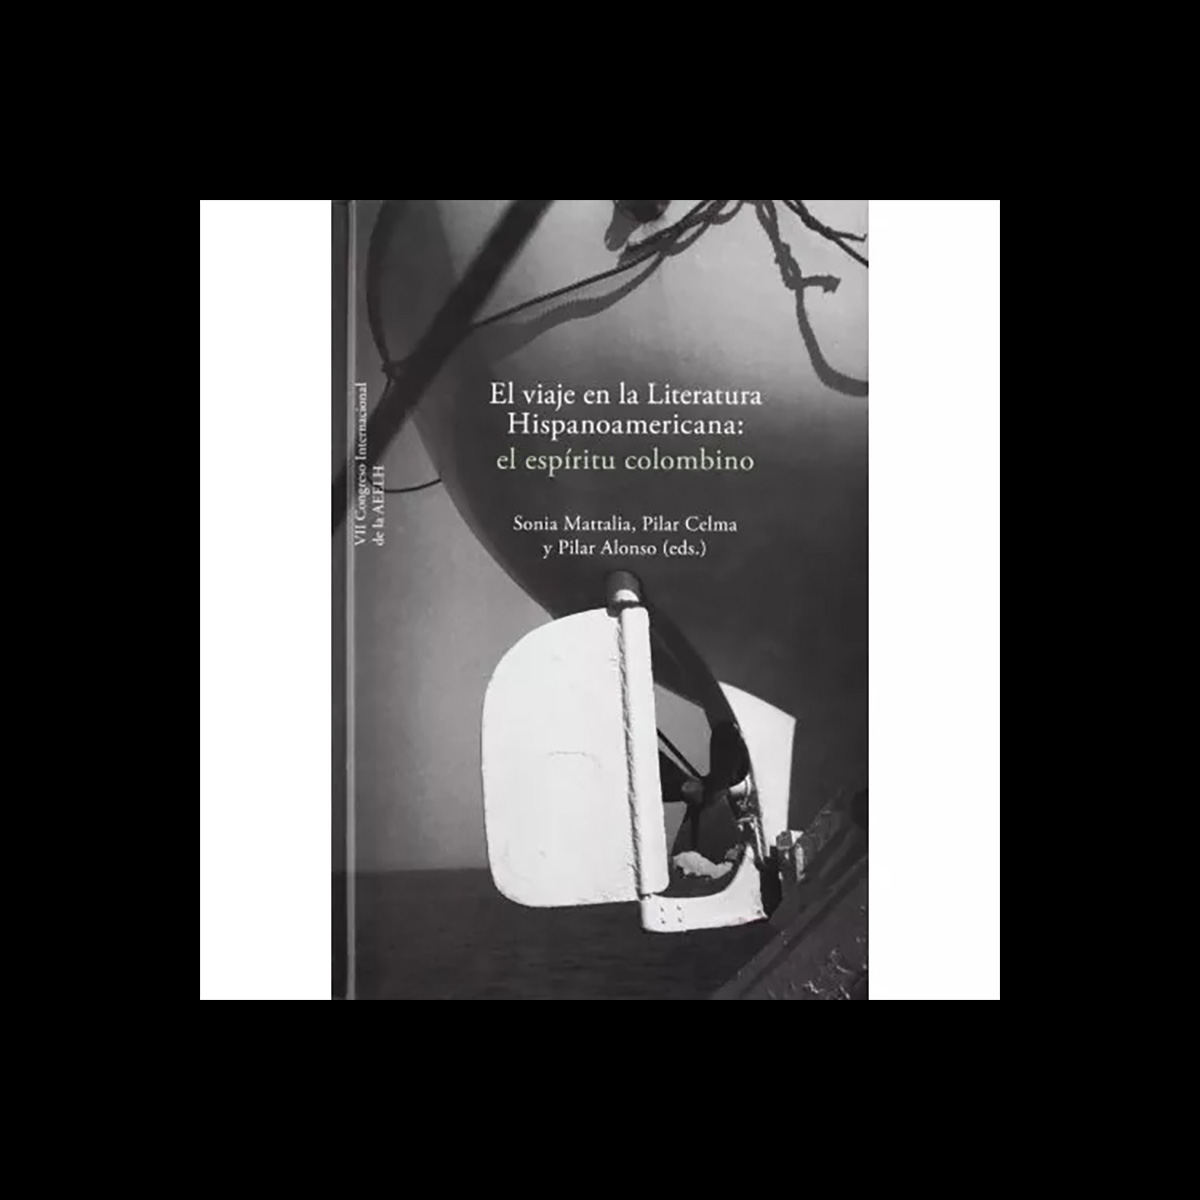 El viaje en la Literatura
Hispanoamericana:
el espíritu colombino
Sonia Mattalia, Pilar Celma
y Pilar Alonso (eds.)
VII Congreso Internacional
de la AEELH